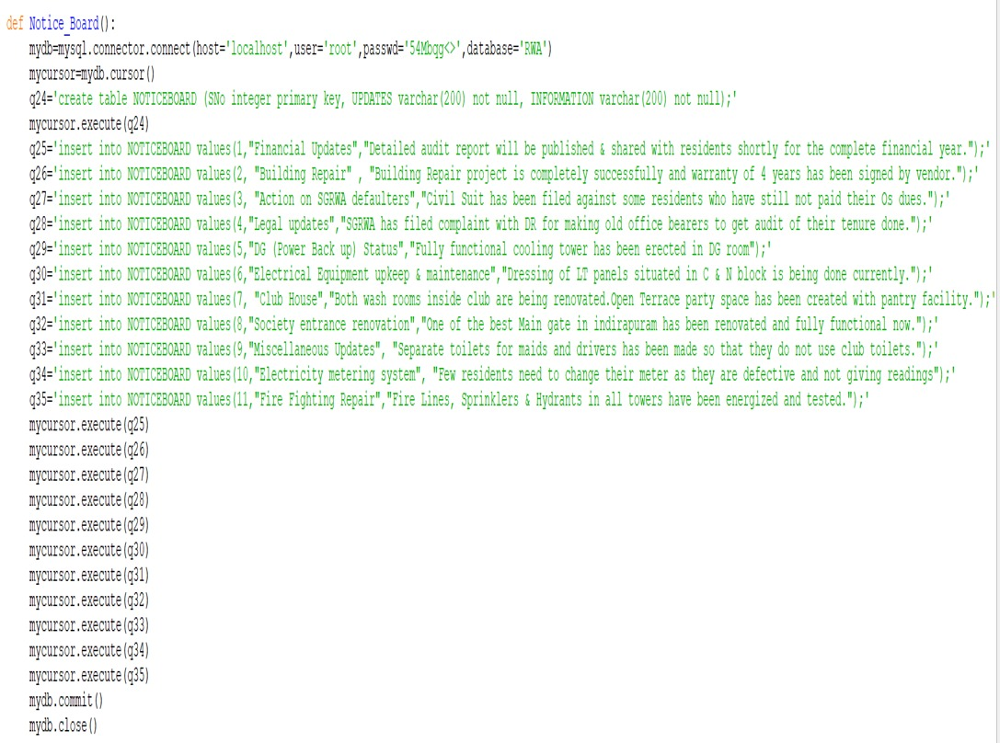 def Notice_Board():
mydb=mysql.connector.connect(host='localhost',user='root',passwd='54Mbqg<>',database='RWA')
mycursor=mydb.cursor()
q24='create table NOTICEBOARD (SNo integer primary key, UPDATES varchar(200) not null, INFORMATION varchar(200) not null);'
mycursor.execute(q24)
q25='insert into NOTICEBOARD values(1,"Financial Updates","Detailed audit report will be published & shared with residents shortly for the complete financial year.");'
q26='insert into NOTICEBOARD values(2, "Building Repair" , "Building Repair project is completely successfully and warranty of 4 years has been signed by vendor.");'
q27='insert into NOTICEBOARD values(3, "Action on SGRWA defaulters","Civil Suit has been filed against some residents who have still not paid their Os dues.");'
q28='insert into NOTICEBOARD values(4,"Legal updates","SGRWA has filed complaint with DR for making old office bearers to get audit of their tenure done.");'
q29='insert into NOTICEBOARD values(5,"DG (Power Back up) Status","Fully functional cooling tower has been erected in DG room");'
q30='insert into NOTICEBOARD values(6,"Electrical Equipment upkeep & maintenance","Dressing of LT panels situated in C & N block is being done currently.");'
q31='insert into NOTICEBOARD values(7, "Club House","Both wash rooms inside club are being renovated.Open Terrace party space has been created with pantry facility.");'
q32='insert into NOTICEBOARD values(8,"Society entrance renovation","One of the best Main gate in indirapuram has been renovated and fully functional now.");'
q33='insert into NOTICEBOARD values(9,"Miscellaneous Updates", "Separate toilets for maids and drivers has been made so that they do not use club toilets.");'
q34='insert into NOTICEBOARD values(10,"Electricity metering system", "Few residents need to change their meter as they are defective and not giving readings");'
q35='insert into NOTICEBOARD values(11,"Fire Fighting Repair","Fire Lines, Sprinklers & Hydrants in all towers have been energized and tested.");'
mycursor.execute(q25)
mycursor.execute(q26)
mycursor.execute(q27)
mycursor.execute(q28)
mycursor.execute(q29)
mycursor.execute(q30)
mycursor.execute(q31)
mycursor.execute(q32)
mycursor.execute(q33)
mycursor.execute(q34)
mycursor.execute(q35)
mydb.commit()
mydb.close()